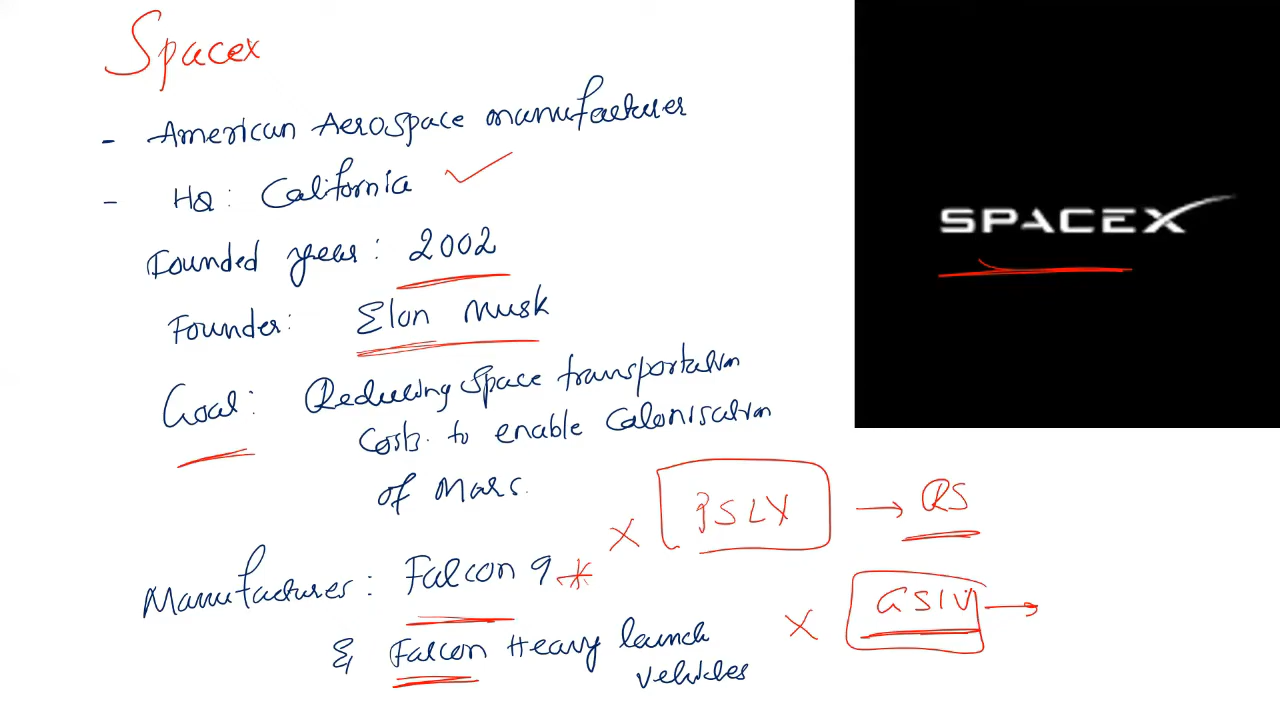 Spacex
- American Aerospace manufacturer
- HQ: California
SPACEX
Founded year: 2002
Founder: Elon Musk
Goal: Reducing space transportation
costs to enable colonisation
of Mars.
X PSLV → RS
Manufactures: Falcon 9 *
X GSLV →
& Falcon Heavy launch
vehicles